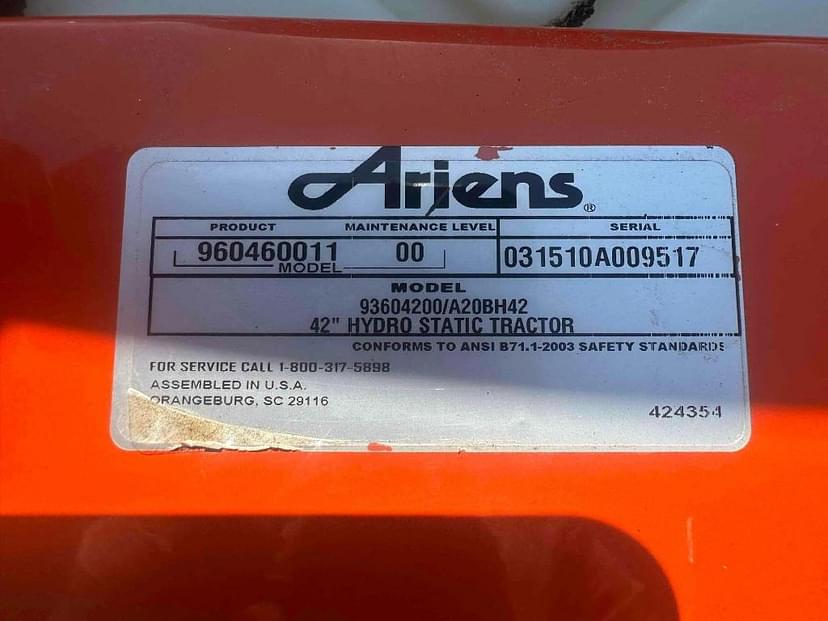 Ariens®
PRODUCT MAINTENANCE LEVEL SERIAL
960460011 00 031510A009517
MODEL
MODEL
93604200/A20BH42
42" HYDRO STATIC TRACTOR
CONFORMS TO ANSI B71.1-2003 SAFETY STANDARDS
FOR SERVICE CALL 1-800-317-5898
ASSEMBLED IN U.S.A.
ORANGEBURG, SC 29116
424354